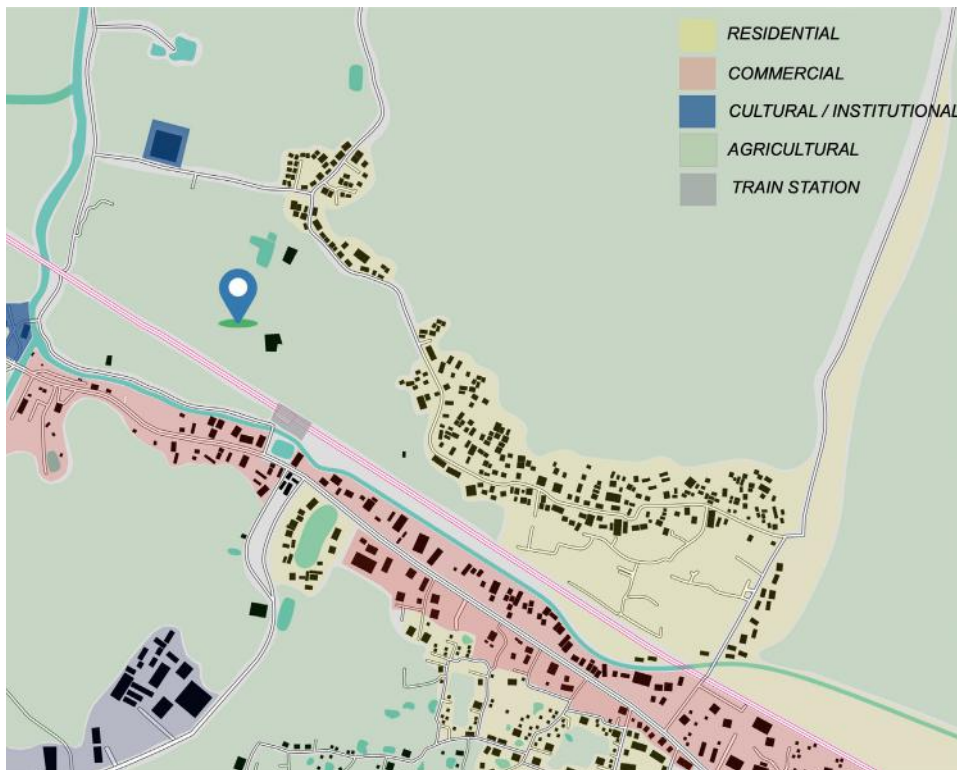 RESIDENTIAL
COMMERCIAL
CULTURAL / INSTITUTIONAL
AGRICULTURAL
TRAIN STATION